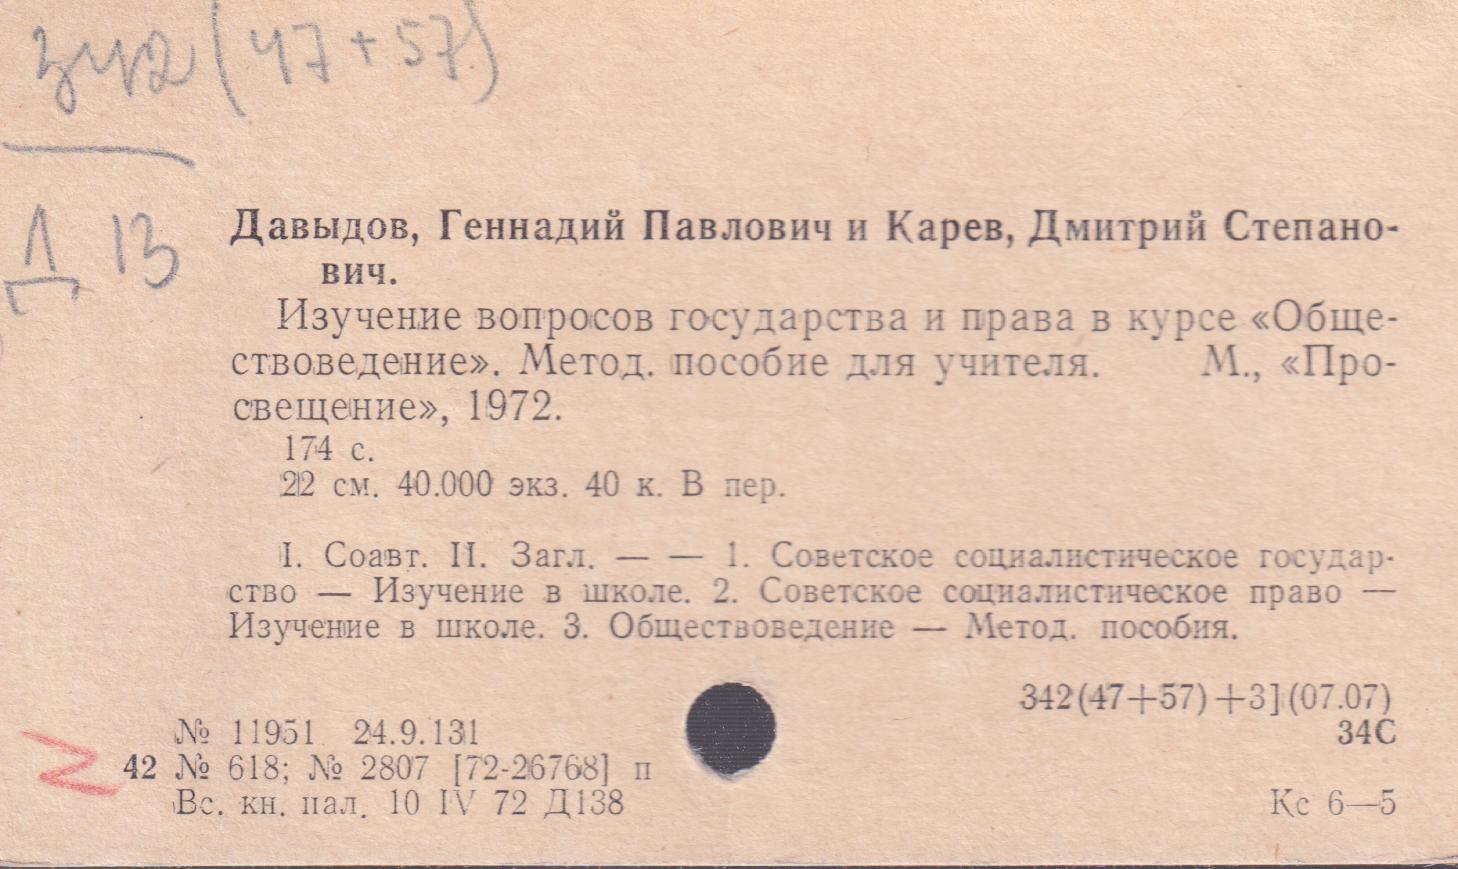 342(47+57)
Д 13
Давыдов, Геннадий Павлович и Карев, Дмитрий Степано-
вич.
Изучение вопросов государства и права в курсе «Обще-
ствоведение». Метод. пособие для учителя. М., «Про-
свещение», 1972.
174 с.
22 см. 40.000 экз. 40 к. В пер.
I. Соавт. II. Загл. — — 1. Советское социалистическое государ-
ство — Изучение в школе. 2. Советское социалистическое право —
Изучение в школе. 3. Обществоведение — Метод. пособия.
342(47+57)+3](07.07)
№ 11951 24.9.131
34С
42 № 618; № 2807 [72-26768] п
Вс. кн. пал. 10 IV 72 Д138
Кс 6—5